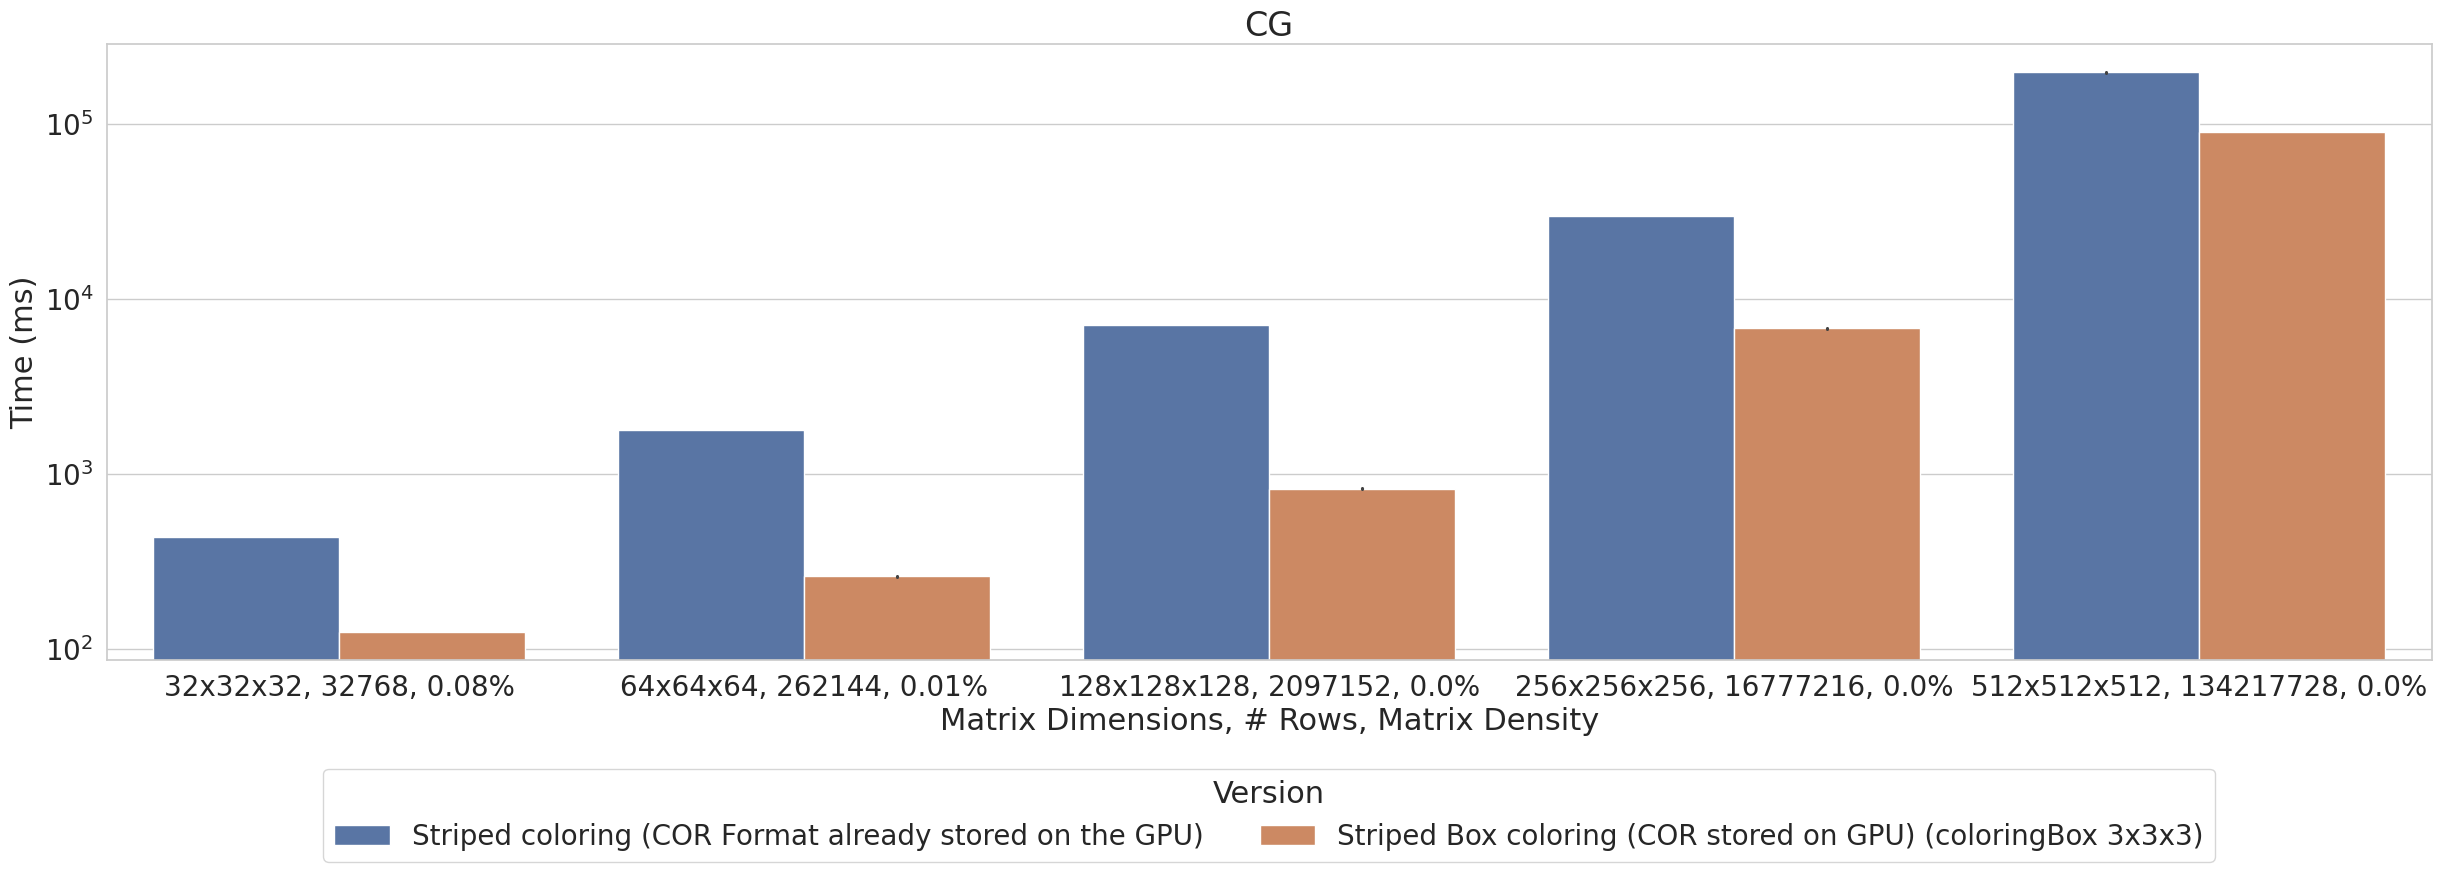 CG
Time (ms)
10^5
10^4
10^3
10^2
32x32x32, 32768, 0.08% 64x64x64, 262144, 0.01% 128x128x128, 2097152, 0.0% 256x256x256, 16777216, 0.0% 512x512x512, 134217728, 0.0%
Matrix Dimensions, # Rows, Matrix Density
Version
Striped coloring (COR Format already stored on the GPU) Striped Box coloring (COR stored on GPU) (coloringBox 3x3x3)